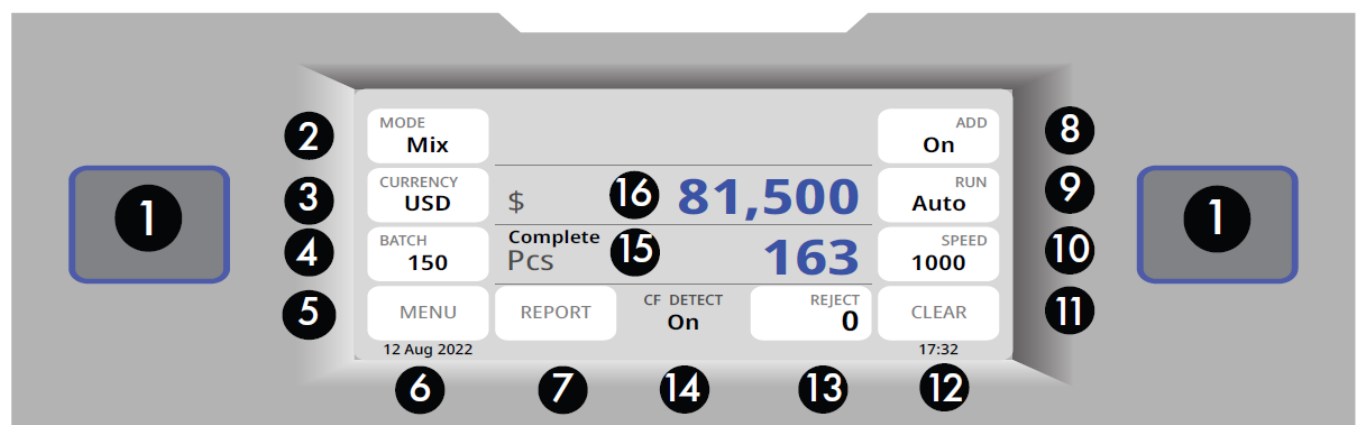 2 MODE Mix ADD On 8
1 3 CURRENCY USD $ 16 81,500 RUN Auto 9 1
4 BATCH 150 Complete Pcs 15 163 SPEED 1000 10
5 MENU REPORT CF DETECT On REJECT 0 CLEAR 11
12 Aug 2022 17:32
6 7 14 13 12